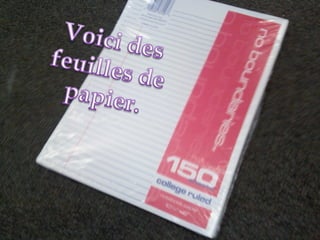 Voici des
feuilles de
papier.
no boundaries
150
college ruled